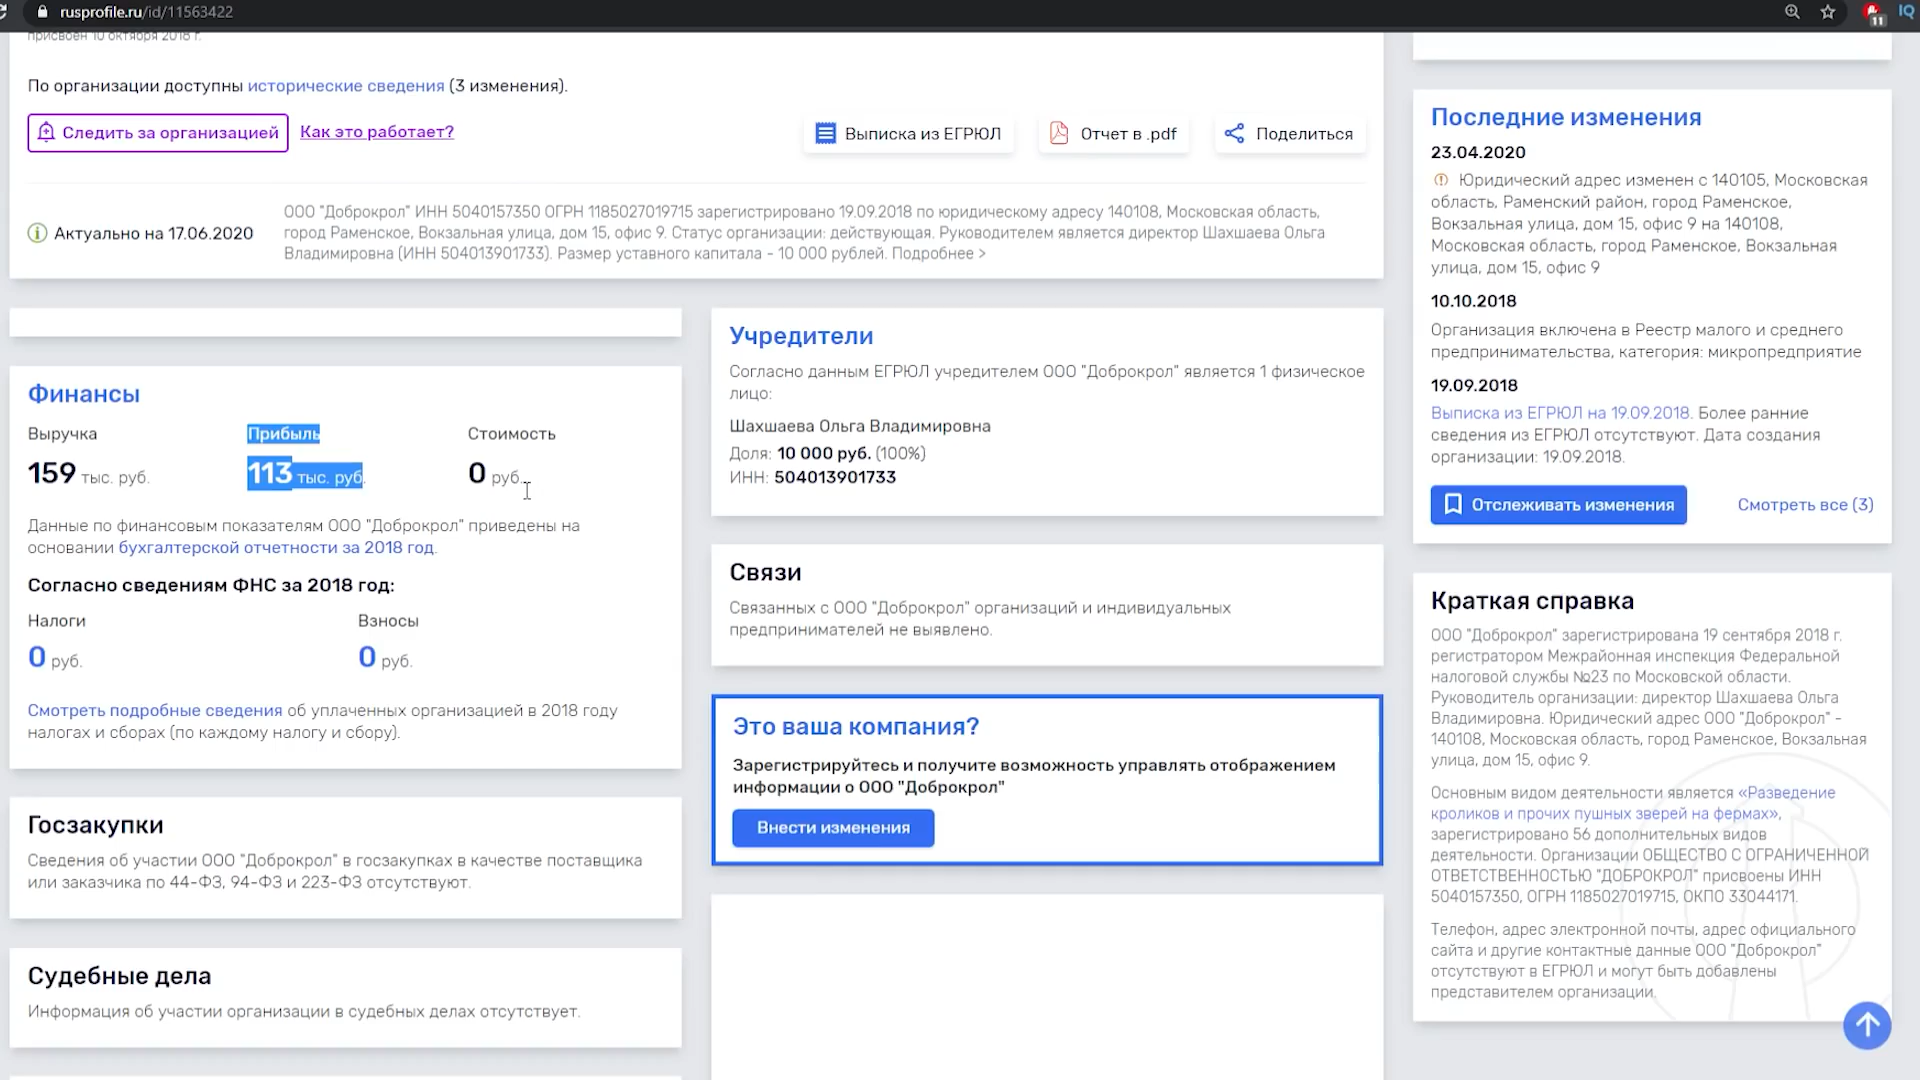 rusprofile.ru/id/11563422
11
IQ
присвоен 10 октября 2018 г.
По организации доступны исторические сведения (3 изменения).
Следить за организацией
Как это работает?
Выписка из ЕГРЮЛ
Отчет в .pdf
Поделиться
Актуально на 17.06.2020
ООО "Доброкрол" ИНН 5040157350 ОГРН 1185027019715 зарегистрировано 19.09.2018 по юридическому адресу 140108, Московская область,
город Раменское, Вокзальная улица, дом 15, офис 9. Статус организации: действующая. Руководителем является директор Шахшаева Ольга
Владимировна (ИНН 504013901733). Размер уставного капитала - 10 000 рублей. Подробнее >
Финансы
Выручка
Прибыль
Стоимость
159 тыс. руб.
113 тыс. руб.
0 руб.
Данные по финансовым показателям ООО "Доброкрол" приведены на
основании бухгалтерской отчетности за 2018 год.
Согласно сведениям ФНС за 2018 год:
Налоги
Взносы
0 руб.
0 руб.
Смотреть подробные сведения об уплаченных организацией в 2018 году
налогах и сборах (по каждому налогу и сбору).
Госзакупки
Сведения об участии ООО "Доброкрол" в госзакупках в качестве поставщика
или заказчика по 44-ФЗ, 94-ФЗ и 223-ФЗ отсутствуют.
Судебные дела
Информация об участии организации в судебных делах отсутствует.
Учредители
Согласно данным ЕГРЮЛ учредителем ООО "Доброкрол" является 1 физическое
лицо:
Шахшаева Ольга Владимировна
Доля: 10 000 руб. (100%)
ИНН: 504013901733
Связи
Связанных с ООО "Доброкрол" организаций и индивидуальных
предпринимателей не выявлено.
Это ваша компания?
Зарегистрируйтесь и получите возможность управлять отображением
информации о ООО "Доброкрол"
Внести изменения
Последние изменения
23.04.2020
Юридический адрес изменен с 140105, Московская
область, Раменский район, город Раменское,
Вокзальная улица, дом 15, офис 9 на 140108,
Московская область, город Раменское, Вокзальная
улица, дом 15, офис 9
10.10.2018
Организация включена в Реестр малого и среднего
предпринимательства, категория: микропредприятие
19.09.2018
Выписка из ЕГРЮЛ на 19.09.2018. Более ранние
сведения из ЕГРЮЛ отсутствуют. Дата создания
организации: 19.09.2018.
Отслеживать изменения
Смотреть все (3)
Краткая справка
ООО "Доброкрол" зарегистрирована 19 сентября 2018 г.
регистратором Межрайонная инспекция Федеральной
налоговой службы №23 по Московской области.
Руководитель организации: директор Шахшаева Ольга
Владимировна. Юридический адрес ООО "Доброкрол" -
140108, Московская область, город Раменское, Вокзальная
улица, дом 15, офис 9.
Основным видом деятельности является «Разведение
кроликов и прочих пушных зверей на фермах»,
зарегистрировано 56 дополнительных видов
деятельности. Организации ОБЩЕСТВО С ОГРАНИЧЕННОЙ
ОТВЕТСТВЕННОСТЬЮ "ДОБРОКРОЛ" присвоены ИНН
5040157350, ОГРН 1185027019715, ОКПО 33044171.
Телефон, адрес электронной почты, адрес официального
сайта и другие контактные данные ООО "Доброкрол"
отсутствуют в ЕГРЮЛ и могут быть добавлены
представителем организации.